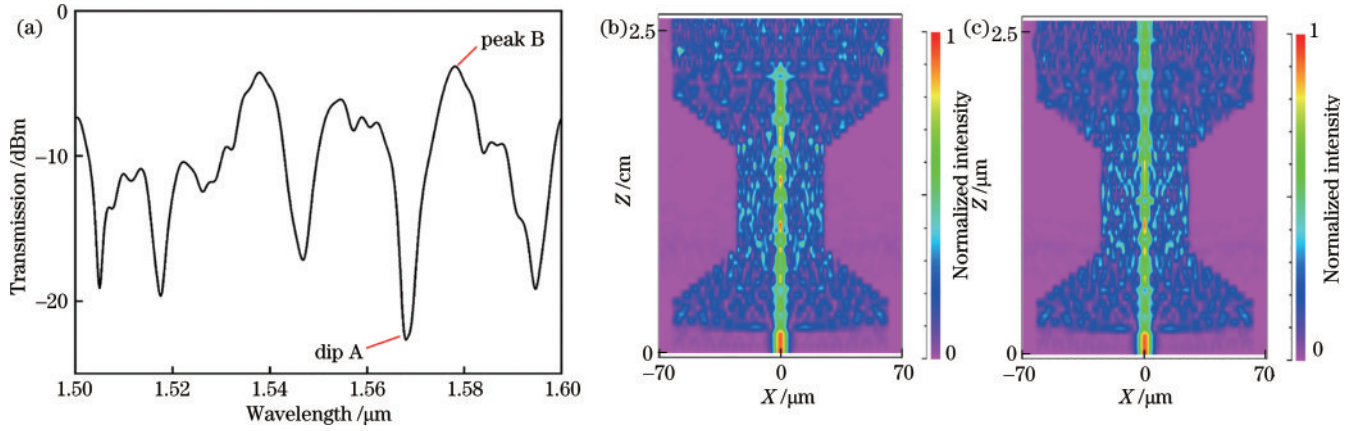 (a)
0
−10
−20
Transmission /dBm
peak B
dip A
1.50
1.52
1.54
1.56
1.58
1.60
Wavelength /μm
(b)
2.5
Z /cm
0
−70
0
70
X /μm
1
0
Normalized intensity
(c)
2.5
Z /μm
0
−70
0
70
X /μm
1
0
Normalized intensity